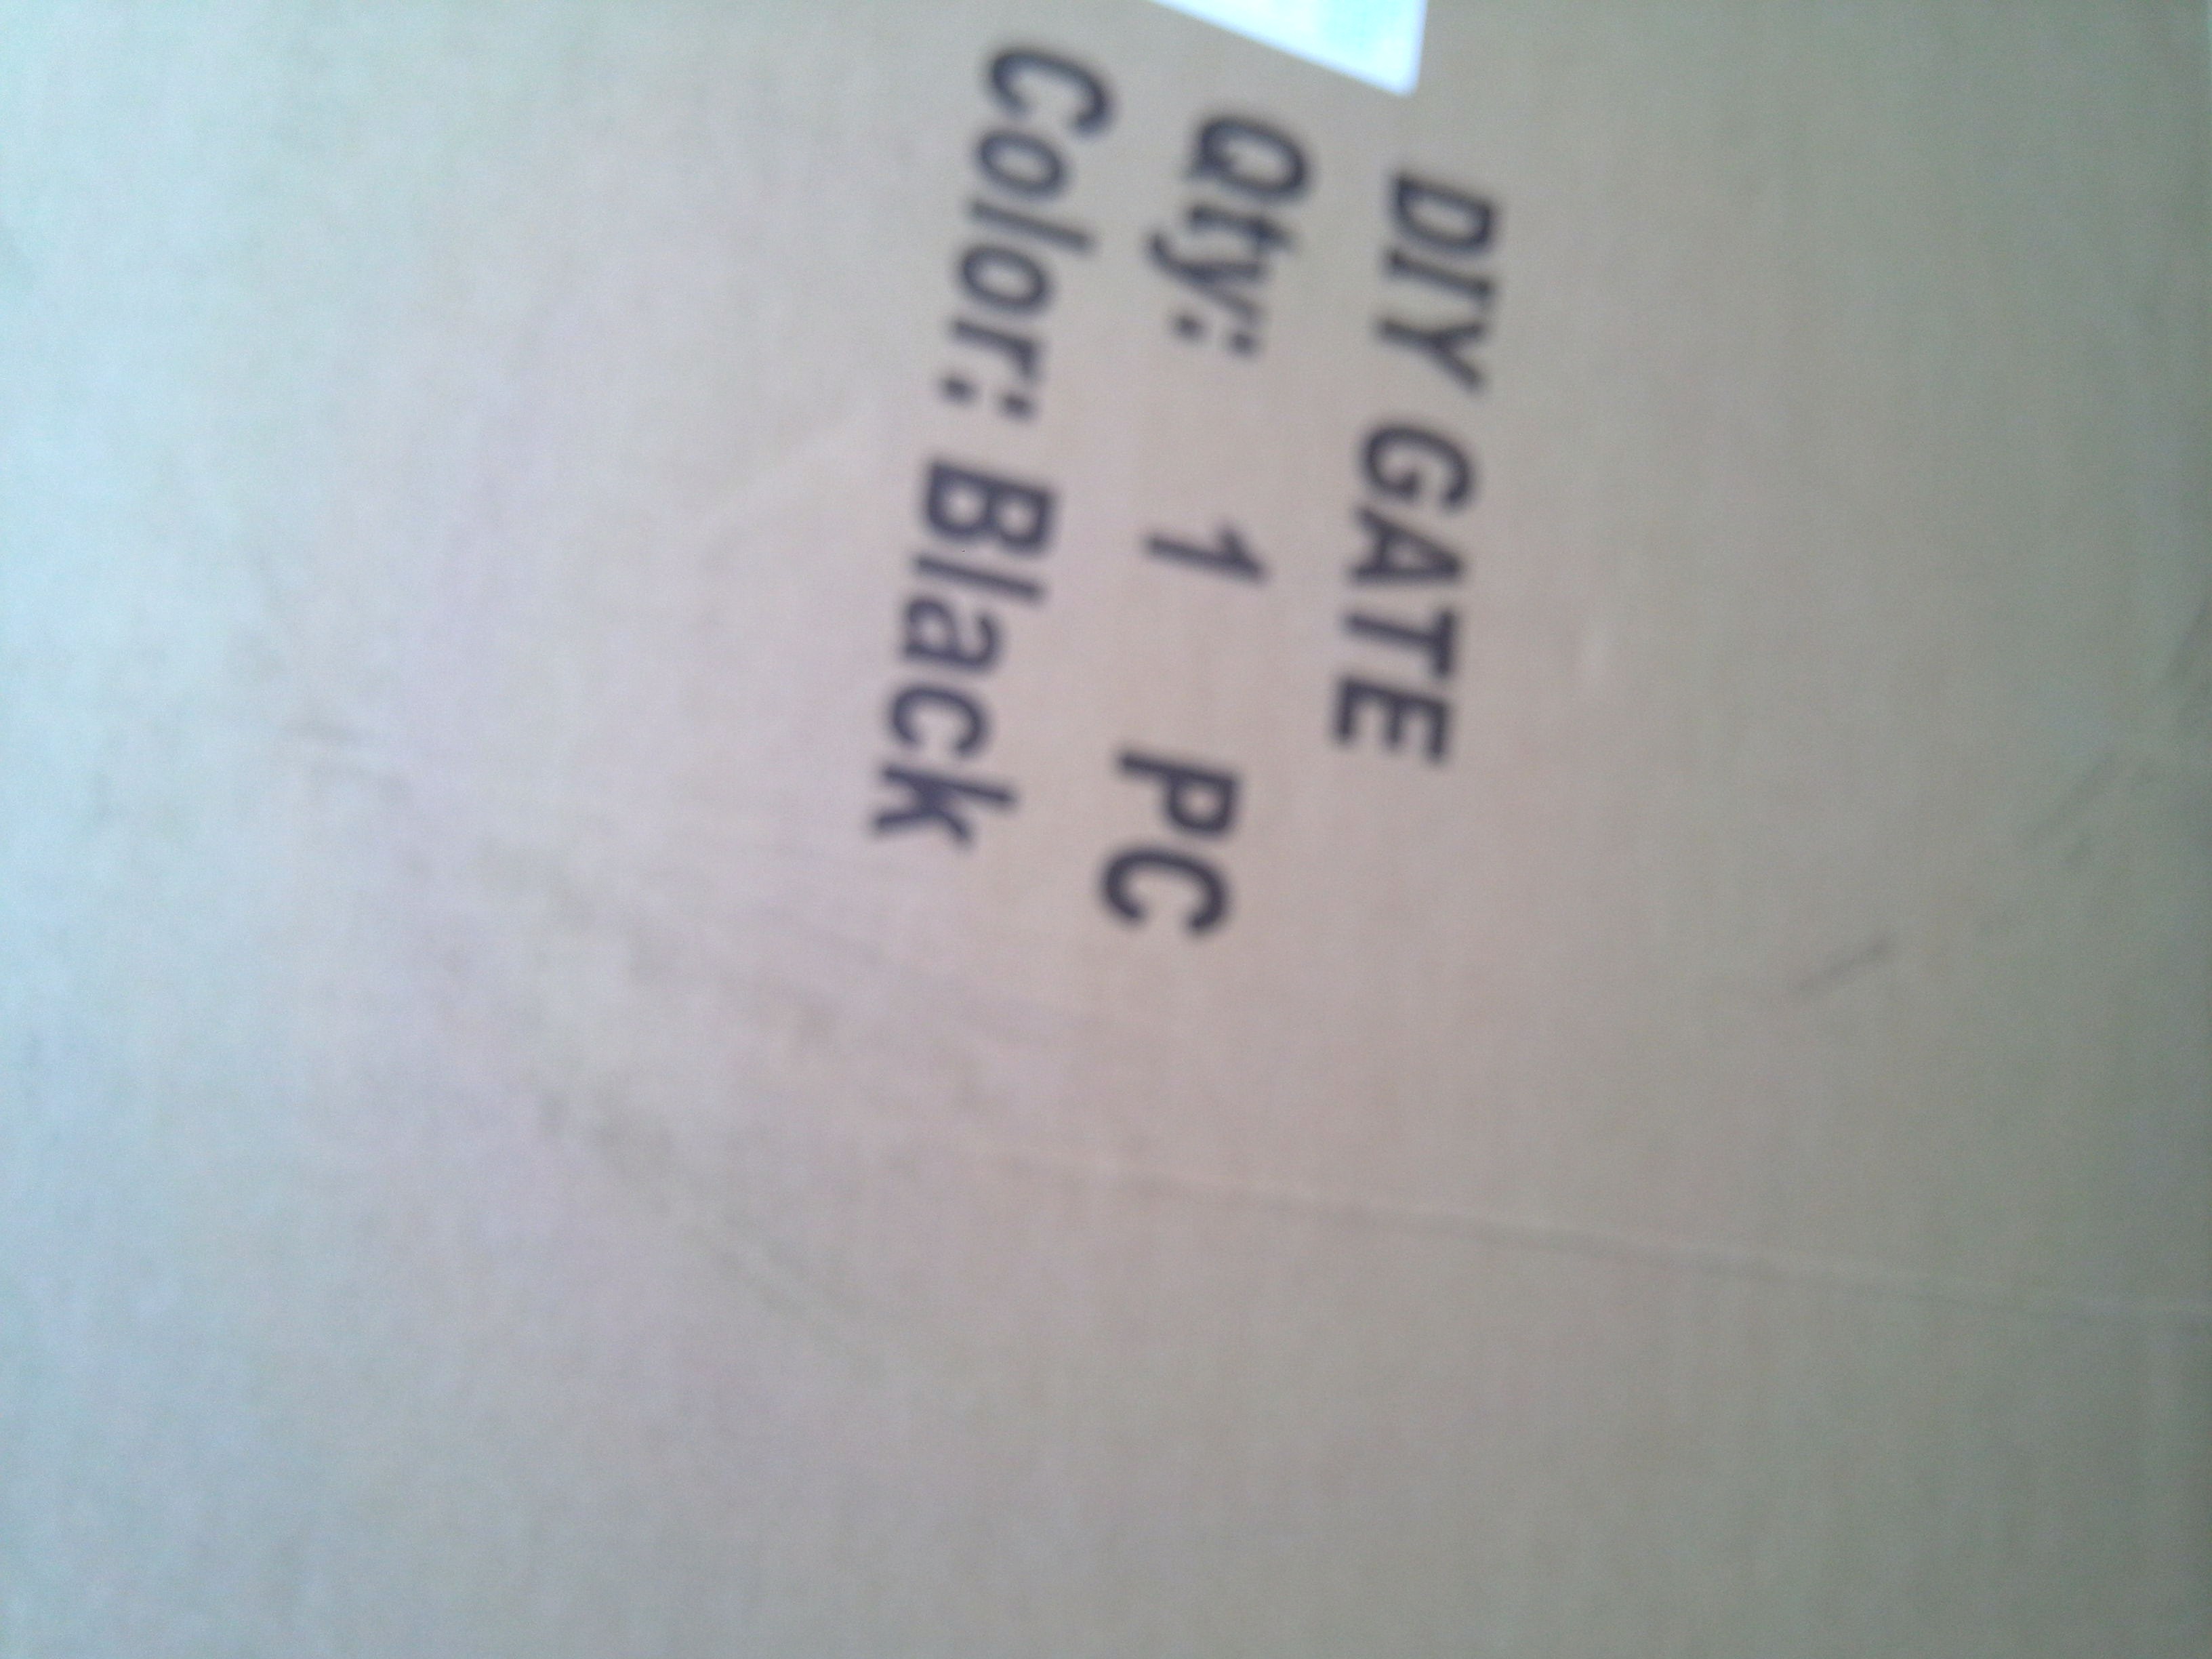 DIY GATE
Qty: 1 PC
Color: Black